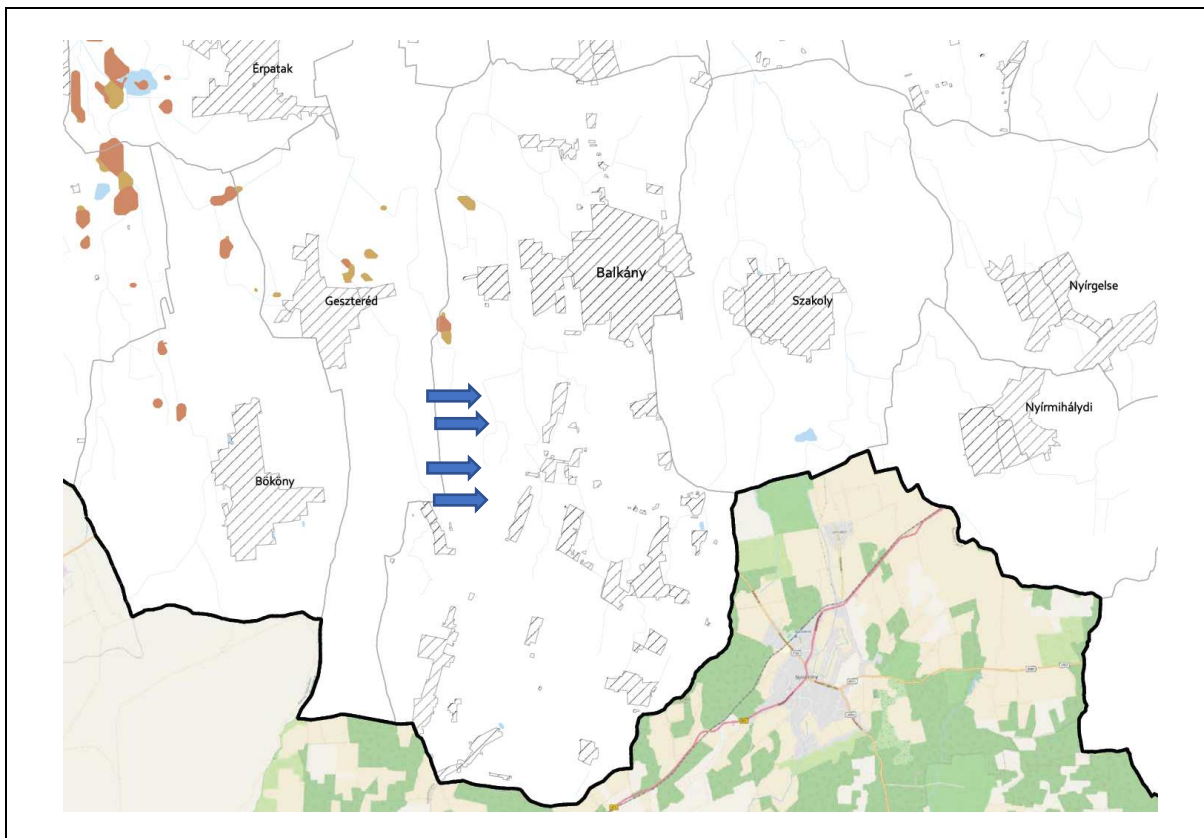 Érpatak
Balkány
Geszteréd
Szakoly
Nyírgelse
Nyírmihálydi
Bököny